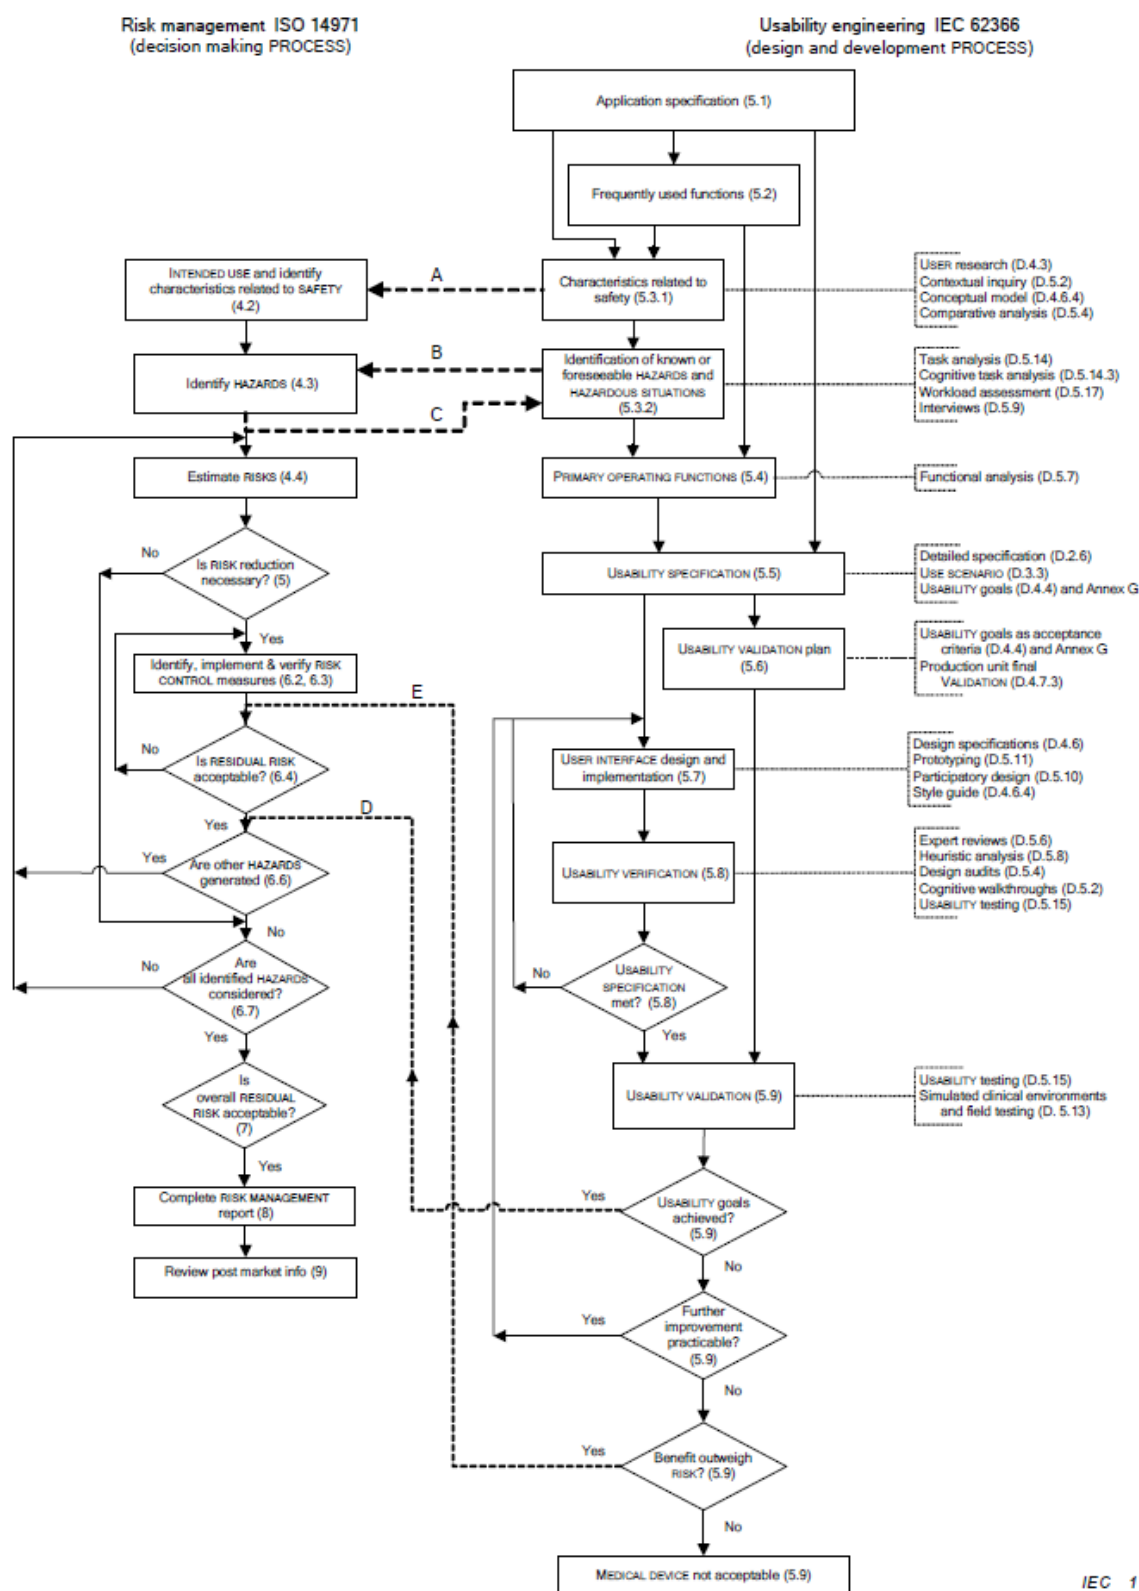 Risk management ISO 14971
(decision making PROCESS)
Usability engineering IEC 62366
(design and development PROCESS)
Application specification (5.1)
Frequently used functions (5.2)
INTENDED USE and identify
characteristics related to SAFETY
(4.2)
A
Characteristics related to
safety (5.3.1)
USER research (D.4.3)
Contextual inquiry (D.5.2)
Conceptual model (D.4.6.4)
Comparative analysis (D.5.4)
Identify HAZARDS (4.3)
B
C
Identification of known or
foreseeable HAZARDS and
HAZARDOUS SITUATIONS
(5.3.2)
Task analysis (D.5.14)
Cognitive task analysis (D.5.14.3)
Workload assessment (D.5.17)
Interviews (D.5.9)
Estimate RISKS (4.4)
PRIMARY OPERATING FUNCTIONS (5.4)
Functional analysis (D.5.7)
No
Is RISK reduction
necessary? (5)
Yes
USABILITY SPECIFICATION (5.5)
Detailed specification (D.2.6)
USE SCENARIO (D.3.3)
USABILITY goals (D.4.4) and Annex G
Identify, implement & verify RISK
CONTROL measures (6.2, 6.3)
USABILITY VALIDATION plan
(5.6)
USABILITY goals as acceptance
criteria (D.4.4) and Annex G
Production unit final
VALIDATION (D.4.7.3)
E
No
Is RESIDUAL RISK
acceptable? (6.4)
Yes
USER INTERFACE design and
implementation (5.7)
Design specifications (D.4.6)
Prototyping (D.5.11)
Participatory design (D.5.10)
Style guide (D.4.6.4)
D
Yes
Are other HAZARDS
generated (6.6)
No
USABILITY VERIFICATION (5.8)
Expert reviews (D.5.6)
Heuristic analysis (D.5.8)
Design audits (D.5.4)
Cognitive walkthroughs (D.5.2)
USABILITY testing (D.5.15)
No
Are
all identified HAZARDS
considered?
(6.7)
Yes
No
USABILITY
SPECIFICATION
met? (5.8)
Yes
Is
overall RESIDUAL
RISK acceptable?
(7)
Yes
USABILITY VALIDATION (5.9)
USABILITY testing (D.5.15)
Simulated clinical environments
and field testing (D. 5.13)
Complete RISK MANAGEMENT
report (8)
Review post market info (9)
Yes
USABILITY goals
achieved?
(5.9)
No
Yes
Further
improvement
practicable?
(5.9)
No
Yes
Benefit outweigh
RISK? (5.9)
No
MEDICAL DEVICE not acceptable (5.9)
IEC 1